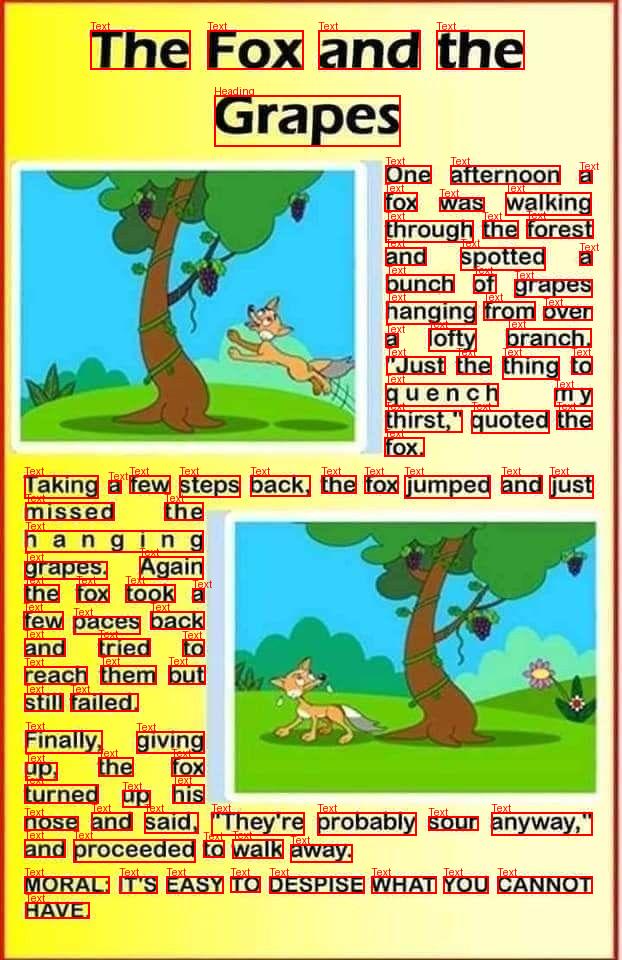 The Fox and the
Grapes
One afternoon a
fox was walking
through the forest
and spotted a
bunch of grapes
hanging from over
a lofty branch.
"Just the thing to
quench my
thirst," quoted the
fox.
Taking a few steps back, the fox jumped and just
missed the
hanging
grapes. Again
the fox took a
few paces back
and tried to
reach them but
still failed.
Finally, giving
up, the fox
turned up his
nose and said, "They're probably sour anyway,"
and proceeded to walk away.
MORAL: IT'S EASY TO DESPISE WHAT YOU CANNOT
HAVE.